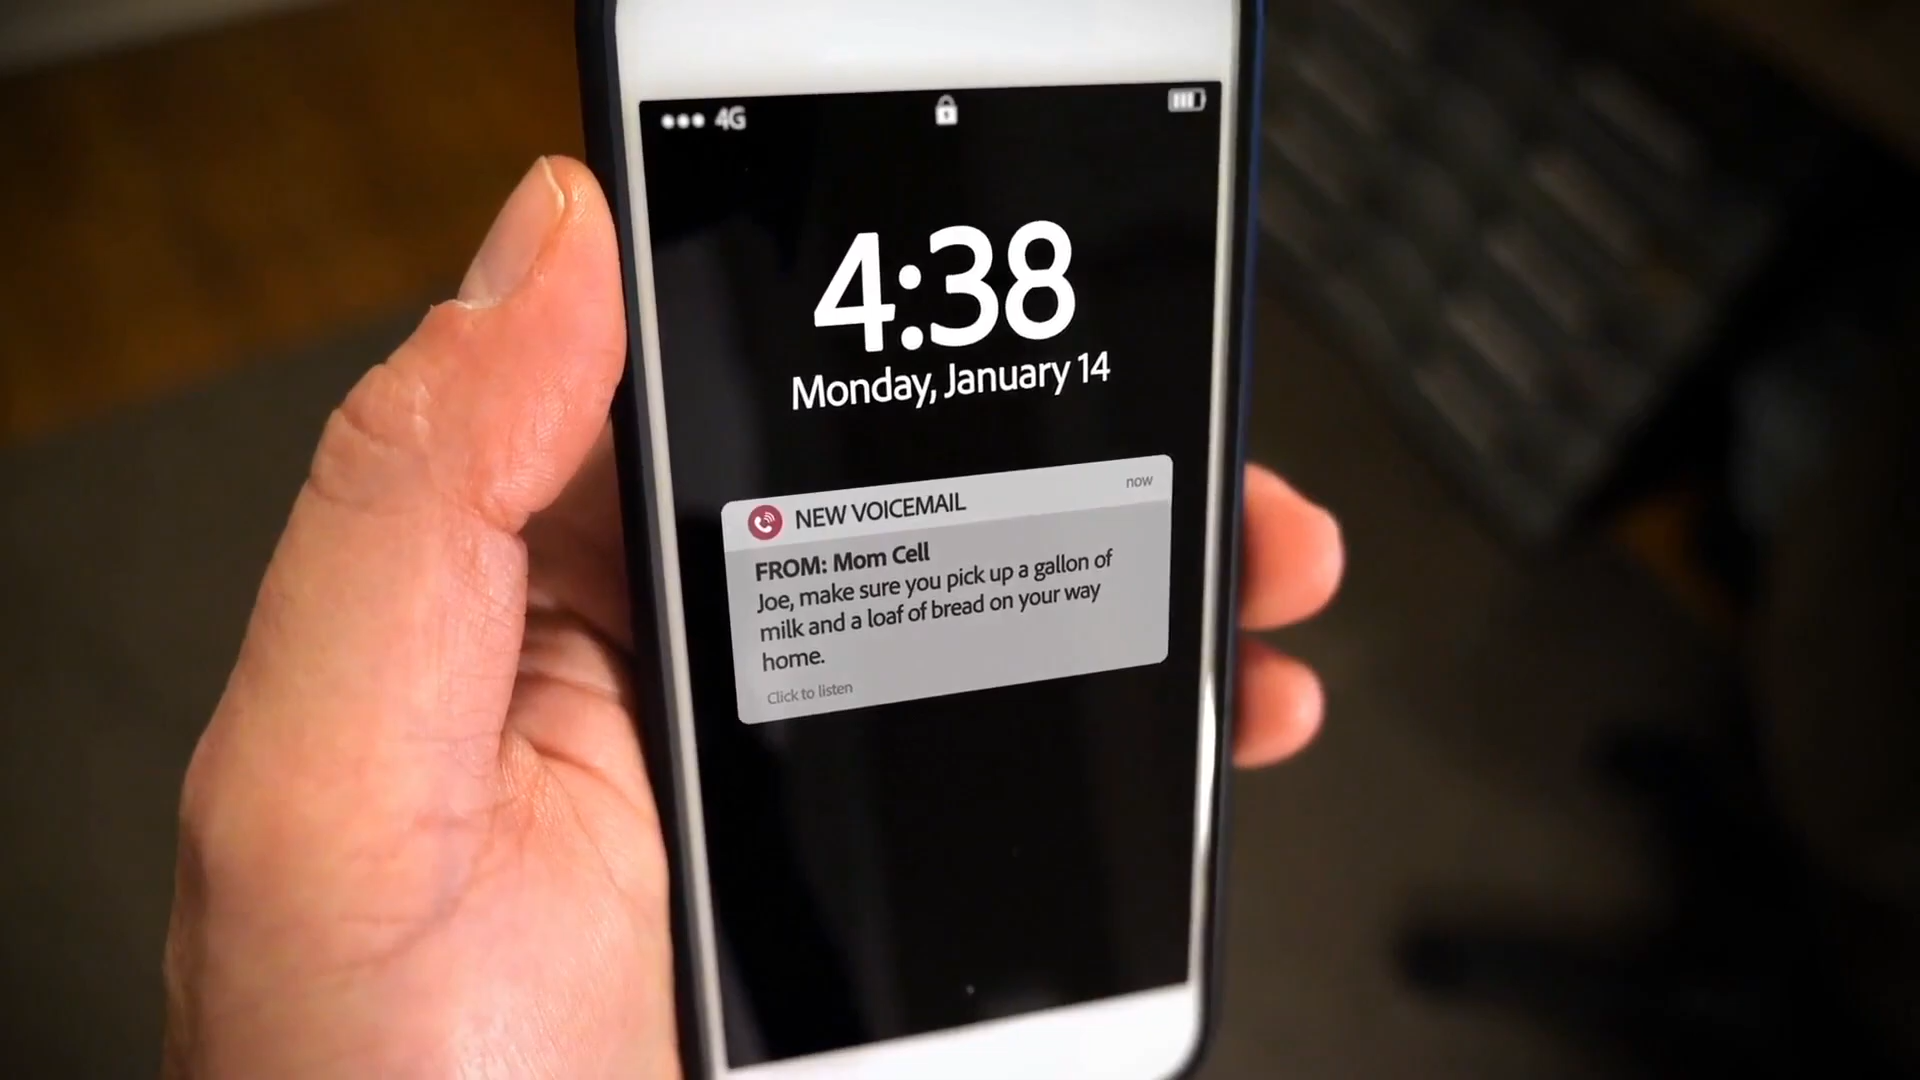 4G
4:38
Monday, January 14
NEW VOICEMAIL
now
FROM: Mom Cell
Joe, make sure you pick up a gallon of
milk and a loaf of bread on your way
home.
Click to listen